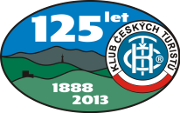 125 let
KLUB ČESKÝCH TURISTŮ
KČT
1888
2013